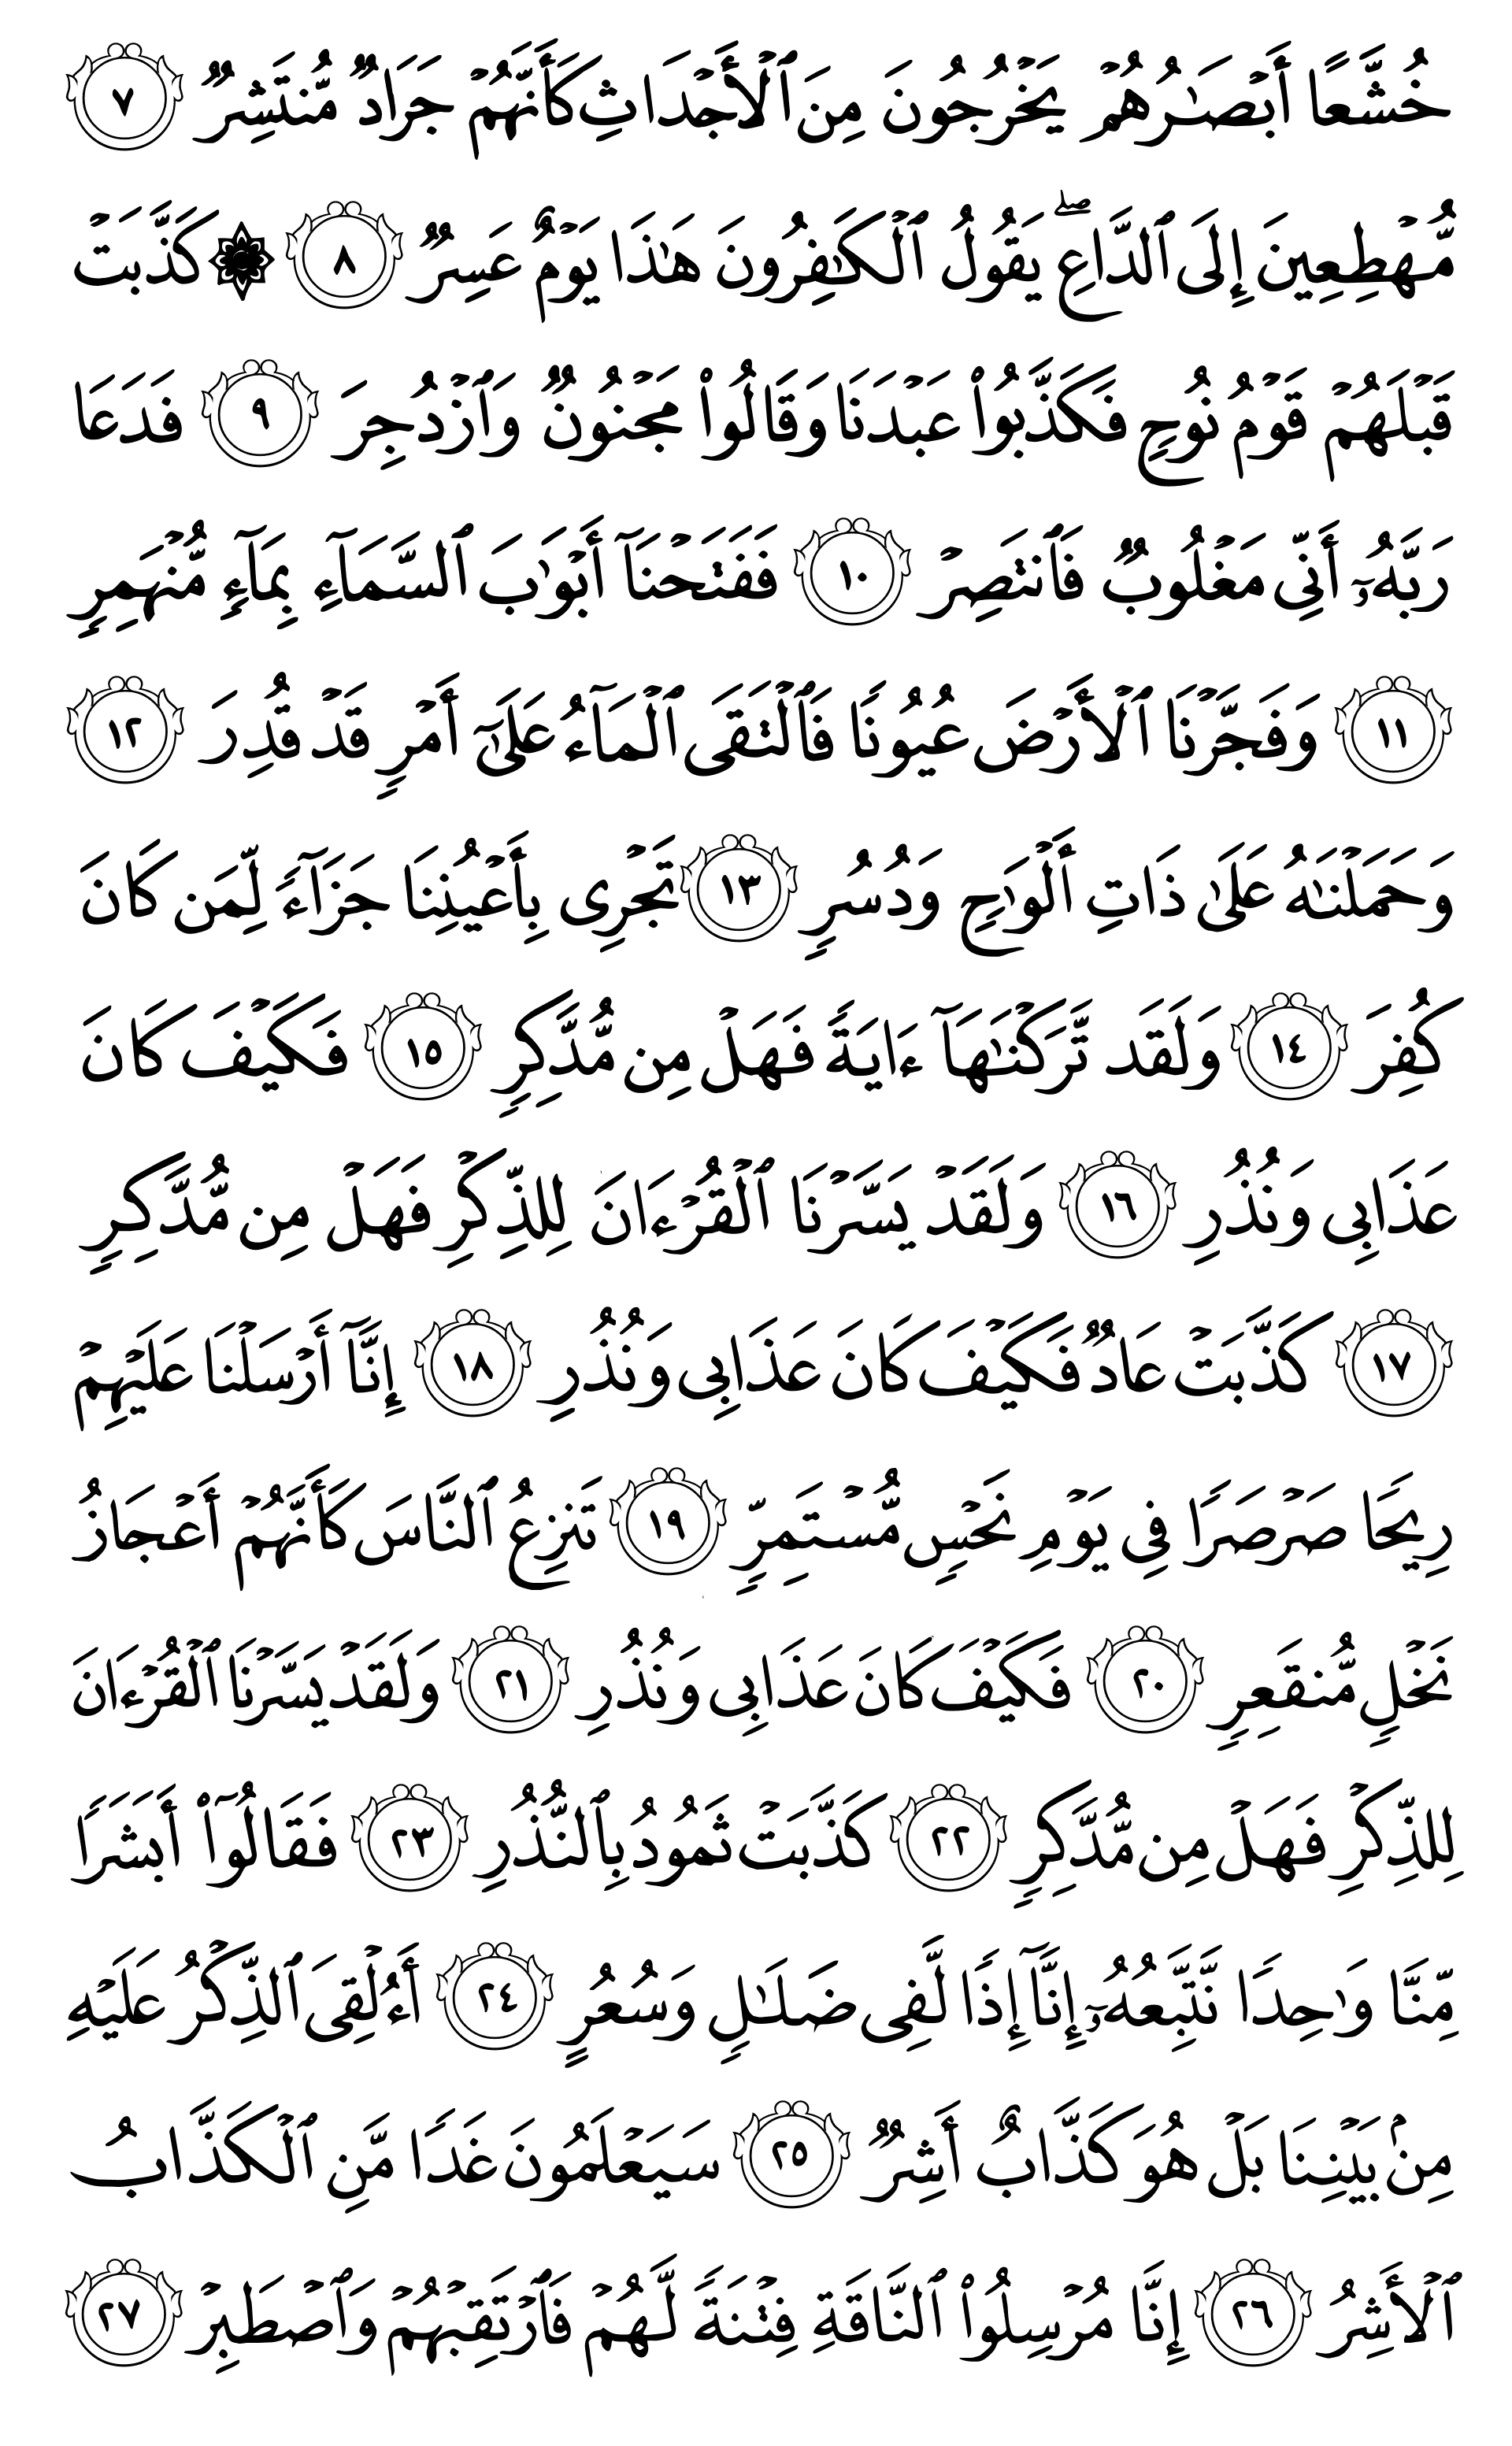 خُشَّعًا أَبۡصَٰرُهُمۡ يَخۡرُجُونَ مِنَ ٱلۡأَجۡدَاثِ كَأَنَّهُمۡ جَرَادٞ مُّنتَشِرٞ ٧
مُّهۡطِعِينَ إِلَى ٱلدَّاعِۖ يَقُولُ ٱلۡكَٰفِرُونَ هَٰذَا يَوۡمٌ عَسِرٞ ٨ ۞ كَذَّبَتۡ
قَبۡلَهُمۡ قَوۡمُ نُوحٖ فَكَذَّبُواْ عَبۡدَنَا وَقَالُواْ مَجۡنُونٞ وَٱزۡدُجِرَ ٩ فَدَعَا
رَبَّهُۥٓ أَنِّي مَغۡلُوبٞ فَٱنتَصِرۡ ١٠ فَفَتَحۡنَآ أَبۡوَٰبَ ٱلسَّمَآءِ بِمَآءٖ مُّنۡهَمِرٖ
١١ وَفَجَّرۡنَا ٱلۡأَرۡضَ عُيُونٗا فَٱلۡتَقَى ٱلۡمَآءُ عَلَىٰٓ أَمۡرٖ قَدۡ قُدِرَ ١٢
وَحَمَلۡنَٰهُ عَلَىٰ ذَاتِ أَلۡوَٰحٖ وَدُسُرٖ ١٣ تَجۡرِي بِأَعۡيُنِنَا جَزَآءٗ لِّمَن كَانَ
كُفِرَ ١٤ وَلَقَد تَّرَكۡنَٰهَآ ءَايَةٗ فَهَلۡ مِن مُّدَّكِرٖ ١٥ فَكَيۡفَ كَانَ
عَذَابِي وَنُذُرِ ١٦ وَلَقَدۡ يَسَّرۡنَا ٱلۡقُرۡءَانَ لِلذِّكۡرِ فَهَلۡ مِن مُّدَّكِرٖ
١٧ كَذَّبَتۡ عَادٞ فَكَيۡفَ كَانَ عَذَابِي وَنُذُرِ ١٨ إِنَّآ أَرۡسَلۡنَا عَلَيۡهِمۡ
رِيحٗا صَرۡصَرٗا فِي يَوۡمِ نَحۡسٖ مُّسۡتَمِرّٖ ١٩ تَنزِعُ ٱلنَّاسَ كَأَنَّهُمۡ أَعۡجَازُ
نَخۡلٖ مُّنقَعِرٖ ٢٠ فَكَيۡفَ كَانَ عَذَابِي وَنُذُرِ ٢١ وَلَقَدۡ يَسَّرۡنَا ٱلۡقُرۡءَانَ
لِلذِّكۡرِ فَهَلۡ مِن مُّدَّكِرٖ ٢٢ كَذَّبَتۡ ثَمُودُ بِٱلنُّذُرِ ٢٣ فَقَالُوٓاْ أَبَشَرٗا
مِّنَّا وَٰحِدٗا نَّتَّبِعُهُۥٓ إِنَّآ إِذٗا لَّفِي ضَلَٰلٖ وَسُعُرٍ ٢٤ أَءُلۡقِيَ ٱلذِّكۡرُ عَلَيۡهِ
مِنۢ بَيۡنِنَا بَلۡ هُوَ كَذَّابٌ أَشِرٞ ٢٥ سَيَعۡلَمُونَ غَدٗا مَّنِ ٱلۡكَذَّابُ
ٱلۡأَشِرُ ٢٦ إِنَّا مُرۡسِلُواْ ٱلنَّاقَةِ فِتۡنَةٗ لَّهُمۡ فَٱرۡتَقِبۡهُمۡ وَٱصۡطَبِرۡ ٢٧